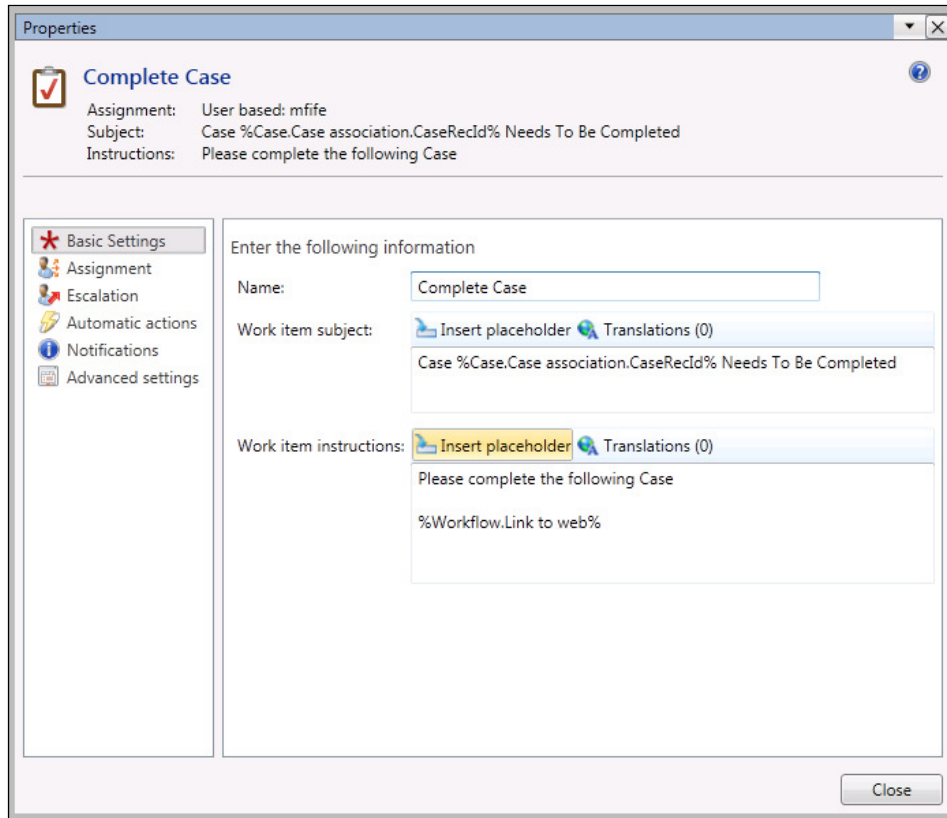 Properties
Complete Case
Assignment: User based: mfife
Subject: Case %Case.Case association.CaseRecId% Needs To Be Completed
Instructions: Please complete the following Case
Basic Settings
Assignment
Escalation
Automatic actions
Notifications
Advanced settings
Enter the following information
Name: Complete Case
Work item subject: Insert placeholder Translations (0)
Case %Case.Case association.CaseRecId% Needs To Be Completed
Work item instructions: Insert placeholder Translations (0)
Please complete the following Case
%Workflow.Link to web%
Close